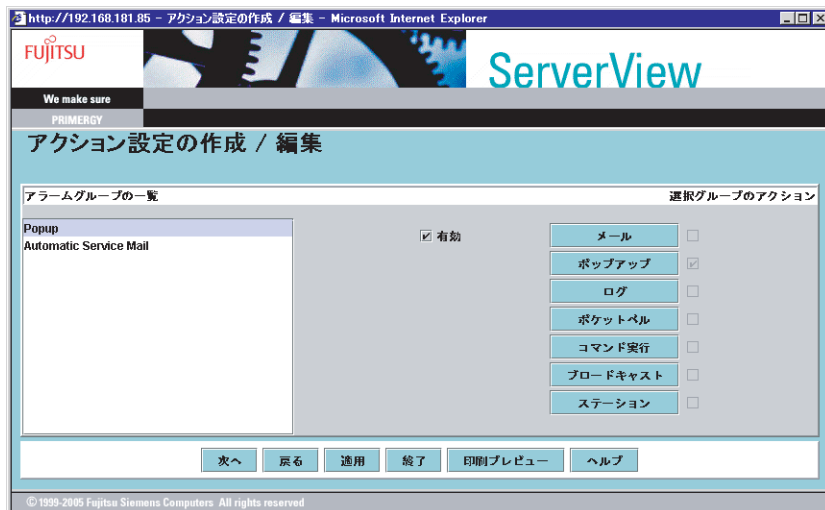 http://192.168.181.85 - アクション設定の作成 / 編集 - Microsoft Internet Explorer
FUJITSU
ServerView
We make sure
PRIMERGY
アクション設定の作成 / 編集
アラームグループの一覧
選択グループのアクション
Popup
Automatic Service Mail
有効
メール
ポップアップ
ログ
ポケットベル
コマンド実行
ブロードキャスト
ステーション
次へ
戻る
適用
終了
印刷プレビュー
ヘルプ
© 1999-2005 Fujitsu Siemens Computers All rights reserved